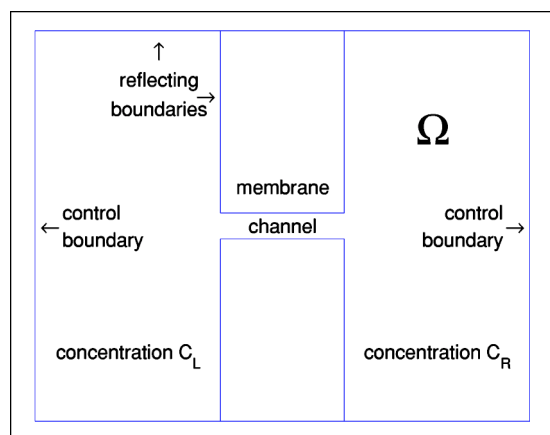 ↑
reflecting
boundaries →
Ω
membrane
← control
boundary
channel
control
boundary →
concentration C_L
concentration C_R